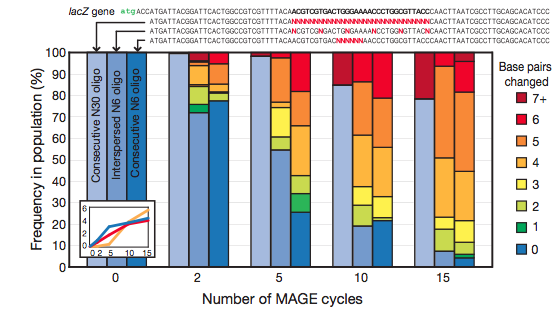 lacZ gene atgACCATGATTACGGATTCACTGGCCGTCGTTTTACAACGTCGTGACTGGGAAAACCCTGGCGTTACCCAACTTAATCGCCTTGCAGCACATCCC
ATGATTACGGATTCACTGGCCGTCGTTTTACNNNNNNNNNNNNNNNNNNNNNNNNNNNNNNCAACTTAATCGCCTTGCAGCACATCCC
ATGATTACGGATTCACTGGCCGTCGTTTTACNACGTCGNGACTGNGAAAANCCTGGNGTTACNCAACTTAATCGCCTTGCAGCACATCCC
ATGATTACGGATTCACTGGCCGTCGTTTTACAACGTCGTGACNNNNNNAACCCTGGCGTTACCCAACTTAATCGCCTTGCAGCACATCCC
Frequency in population (%)
100
90
80
70
60
50
40
30
20
10
0
Consecutive N30 oligo
Interspersed N6 oligo
Consecutive N6 oligo
6
4
2
0
0 2 5 10 15
0 2 5 10 15
Number of MAGE cycles
Base pairs
changed
7+
6
5
4
3
2
1
0